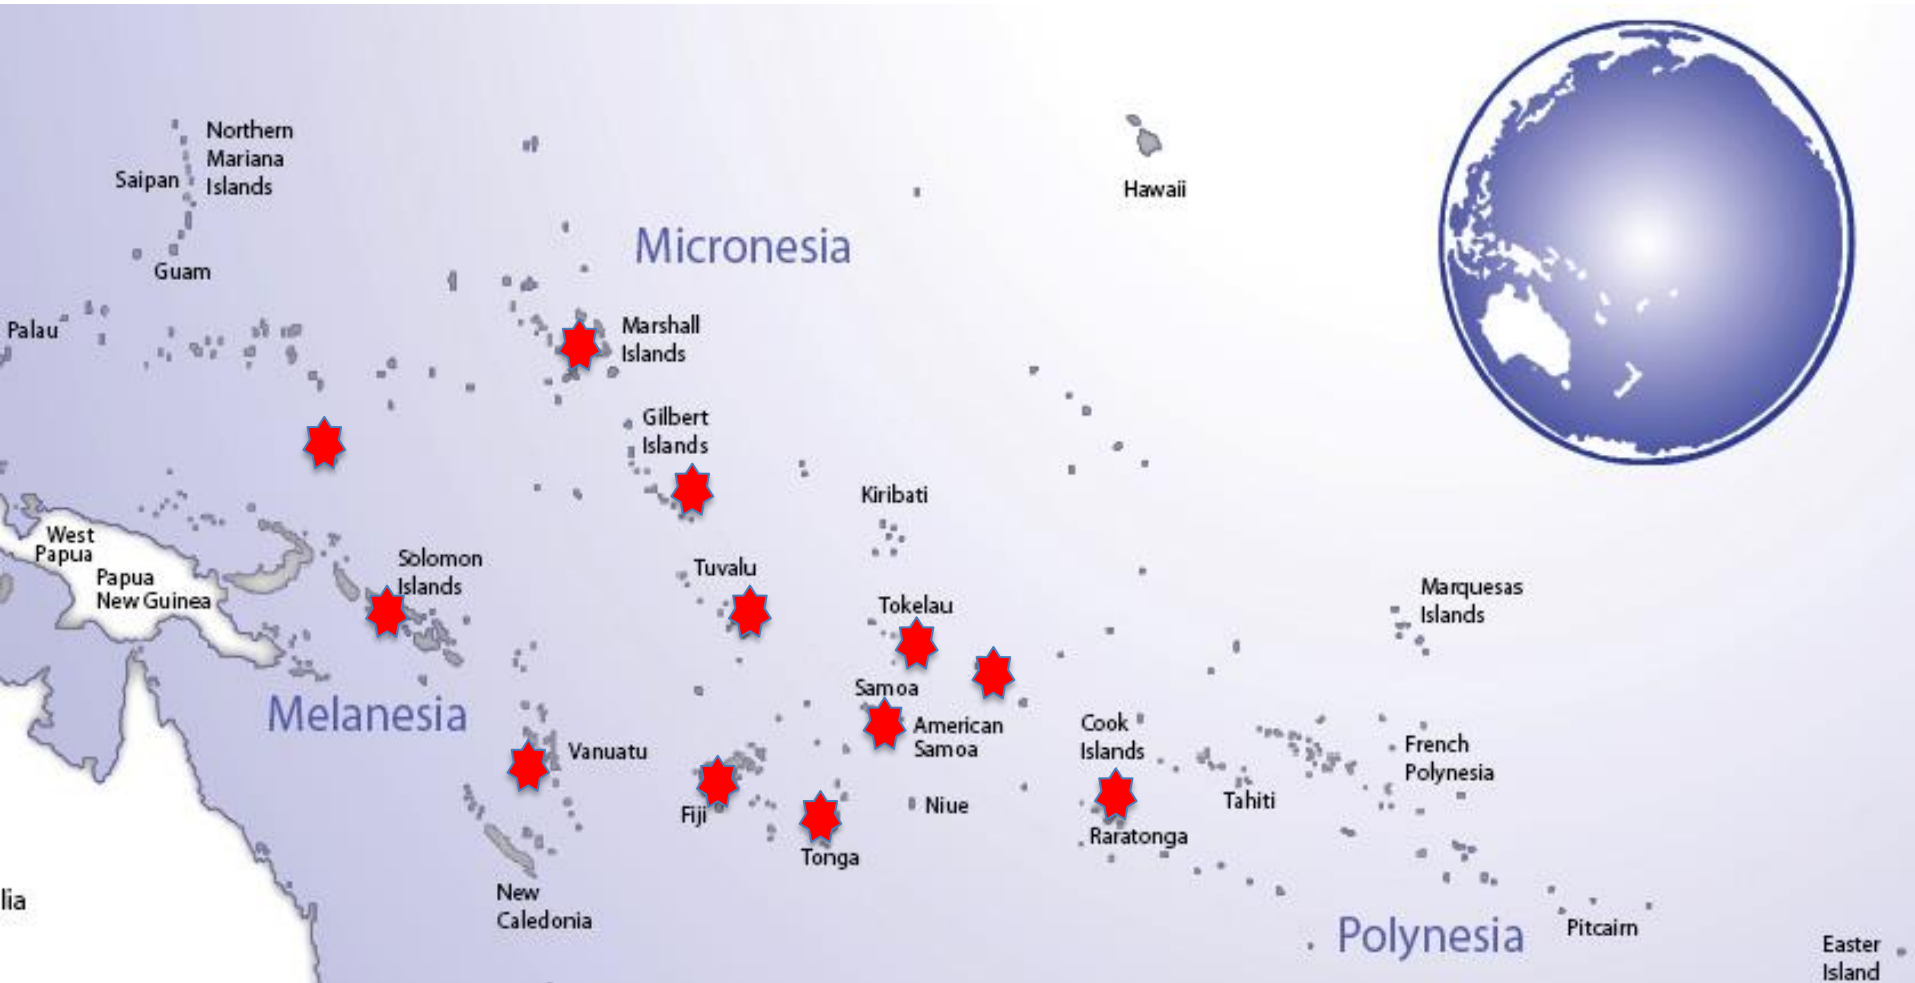 Northern
Mariana
Islands
Saipan
Guam
Palau
Hawaii
Micronesia
Marshall
Islands
Gilbert
Islands
Kiribati
West
Papua
Papua
New Guinea
Solomon
Islands
Tuvalu
Tokelau
Marquesas
Islands
Melanesia
Samoa
American
Samoa
Cook
Islands
French
Polynesia
Vanuatu
Fiji
Niue
Tahiti
Raratonga
Tonga
New
Caledonia
lia
Polynesia
Pitcairn
Easter
Island